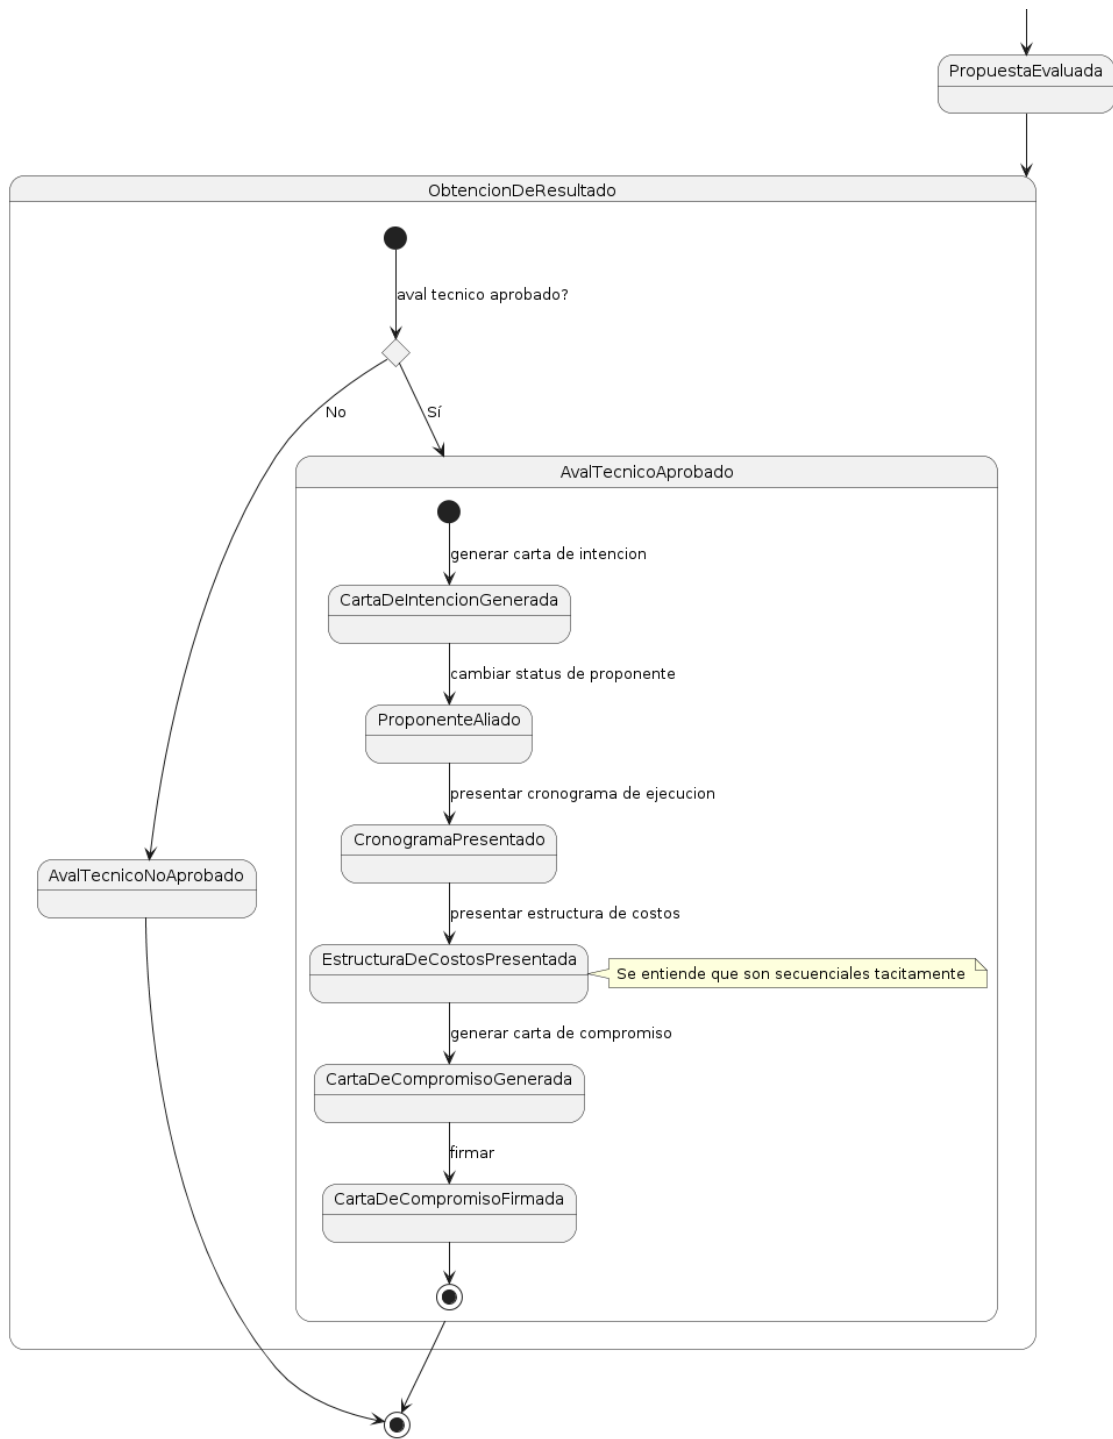 PropuestaEvaluada
ObtencionDeResultado
aval tecnico aprobado?
No
Sí
AvalTecnicoAprobado
generar carta de intencion
CartaDeIntencionGenerada
cambiar status de proponente
ProponenteAliado
presentar cronograma de ejecucion
CronogramaPresentado
AvalTecnicoNoAprobado
presentar estructura de costos
EstructuraDeCostosPresentada
Se entiende que son secuenciales tacitamente
generar carta de compromiso
CartaDeCompromisoGenerada
firmar
CartaDeCompromisoFirmada